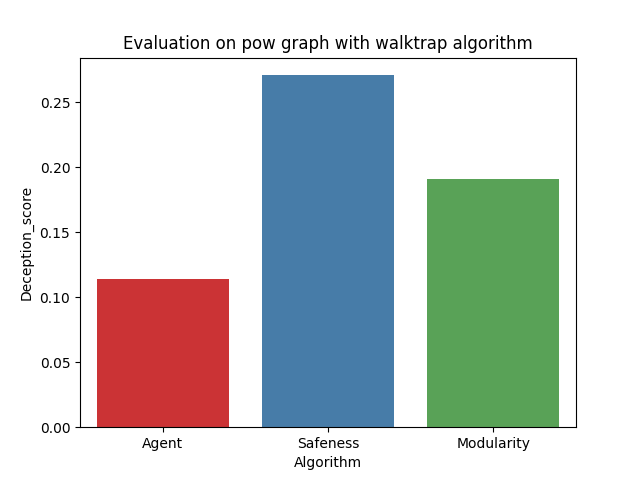 Evaluation on pow graph with walktrap algorithm
Deception_score
0.25
0.20
0.15
0.10
0.05
0.00
Agent
Safeness
Modularity
Algorithm